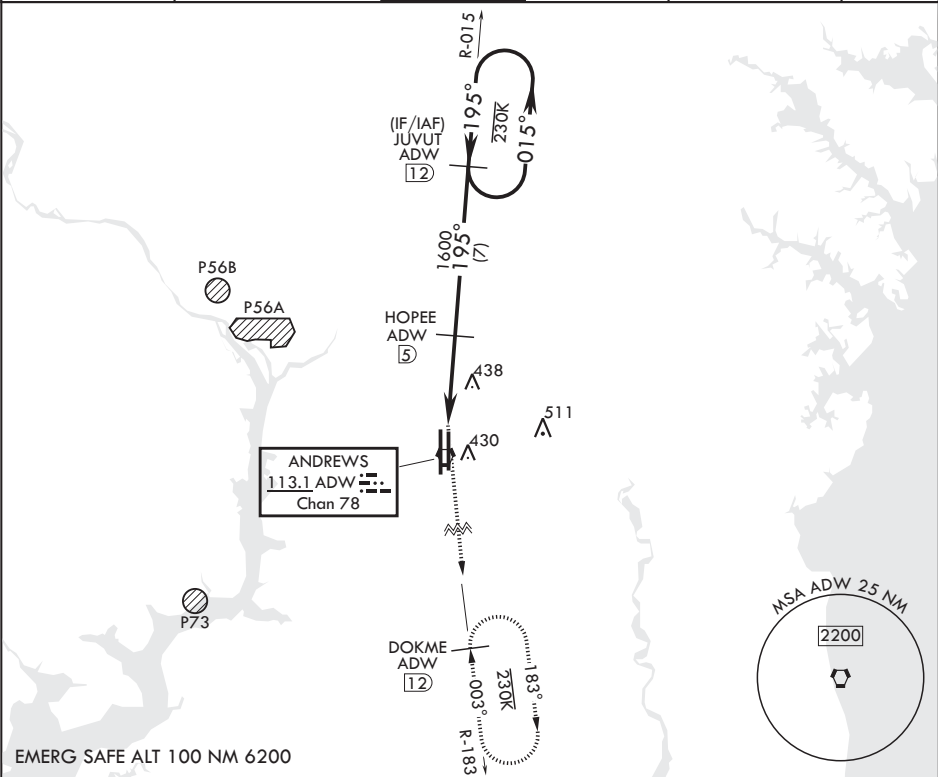 R-015
195°
230K
015°
(IF/IAF)
JUVUT
ADW
12
1600
195°
(7)
P56B
P56A
HOPEE
ADW
5
438
511
430
ANDREWS
113.1 ADW
Chan 78
P73
MSA ADW 25 NM
2200
DOKME
ADW
12
003°
230K
183°
R-183
EMERG SAFE ALT 100 NM 6200